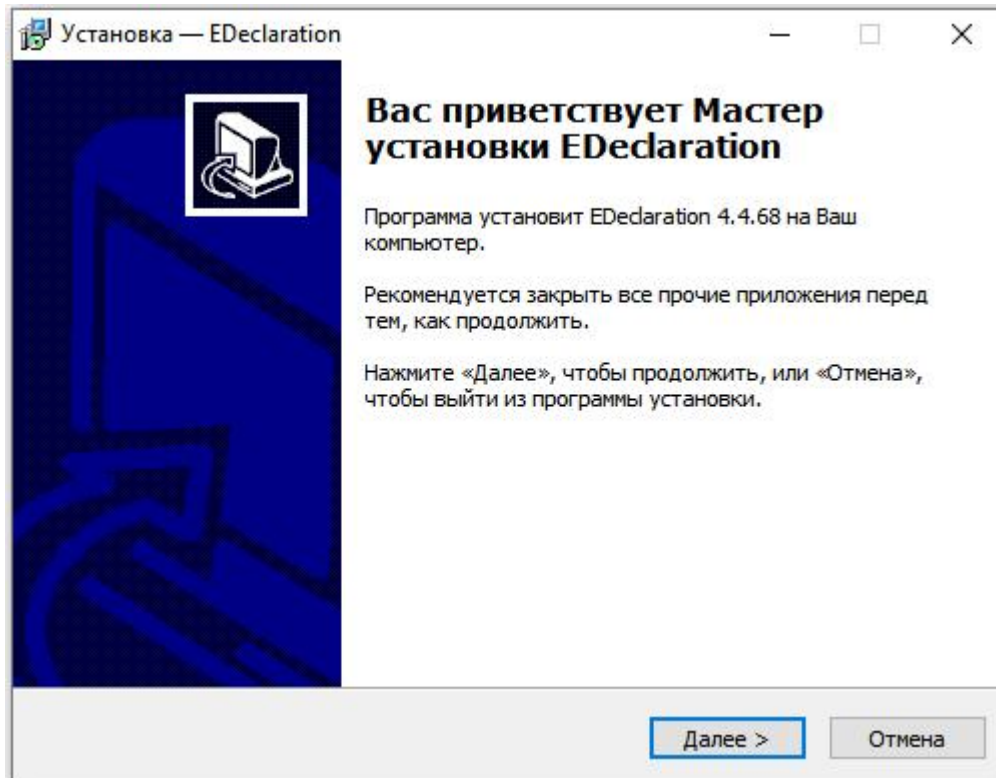 Установка — EDeclaration
Вас приветствует Мастер
установки EDeclaration
Программа установит EDeclaration 4.4.68 на Ваш
компьютер.
Рекомендуется закрыть все прочие приложения перед
тем, как продолжить.
Нажмите «Далее», чтобы продолжить, или «Отмена»,
чтобы выйти из программы установки.
Далее >
Отмена